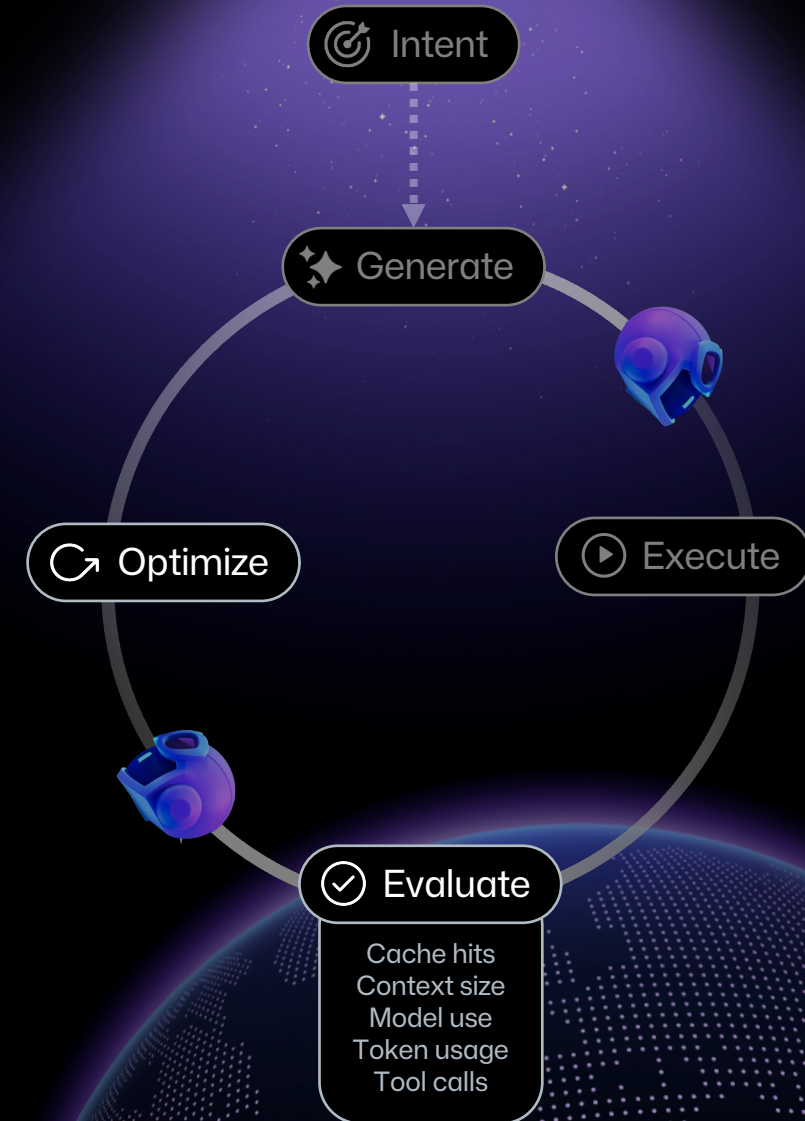 Intent
Generate
Optimize
Execute
Evaluate
Cache hits
Context size
Model use
Token usage
Tool calls